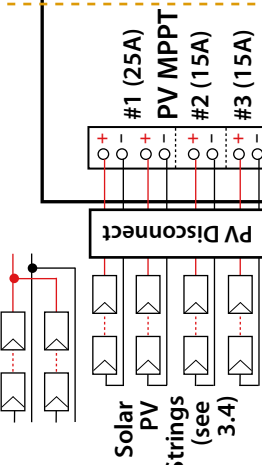 #1 (25A)
PV MPPT
#2 (15A)
#3 (15A)
+ − + − + − + −
PV Disconnect
Solar
PV
Strings
(see
3.4)